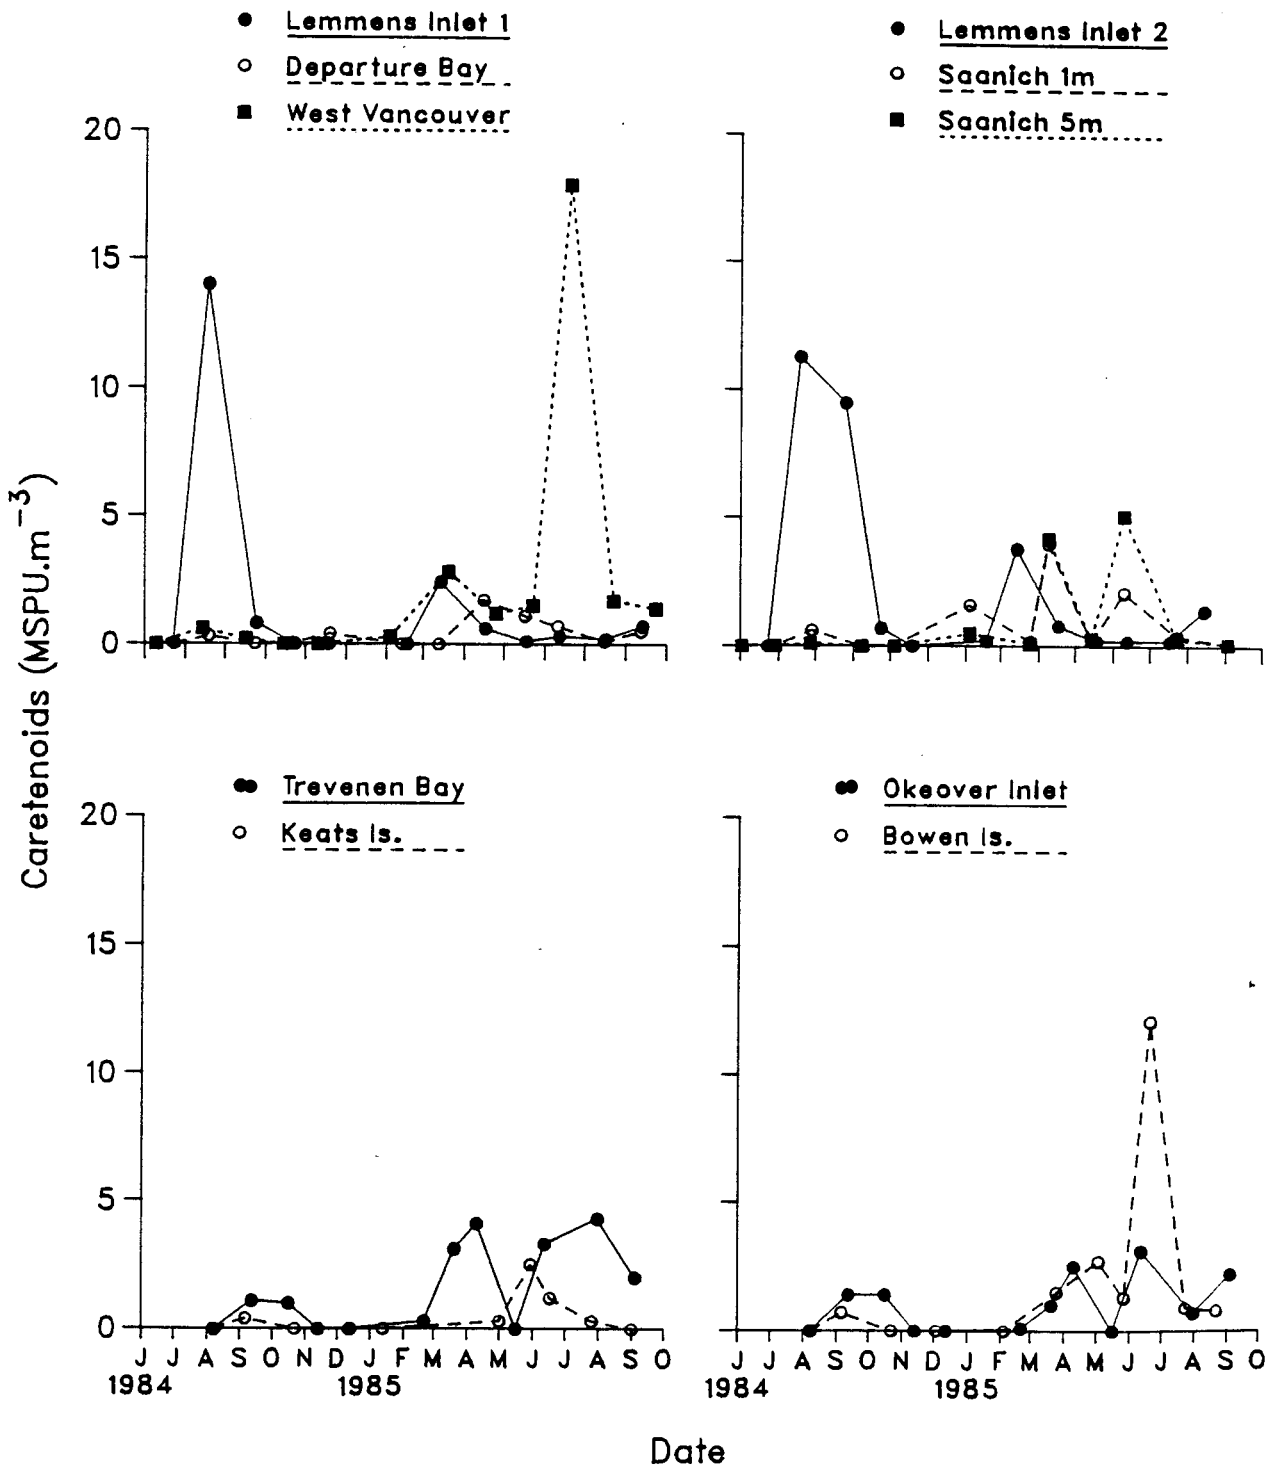 Lemmens Inlet 1
Departure Bay
West Vancouver
Lemmens Inlet 2
Saanich 1m
Saanich 5m
20
15
10
5
0
Caretenoids (MSPU.m⁻³)
Trevenen Bay
Keats Is.
Okeover Inlet
Bowen Is.
20
15
10
5
0
J J A S O N D J F M A M J J A S O
1984 1985
J J A S O N D J F M A M J J A S O
1984 1985
Date